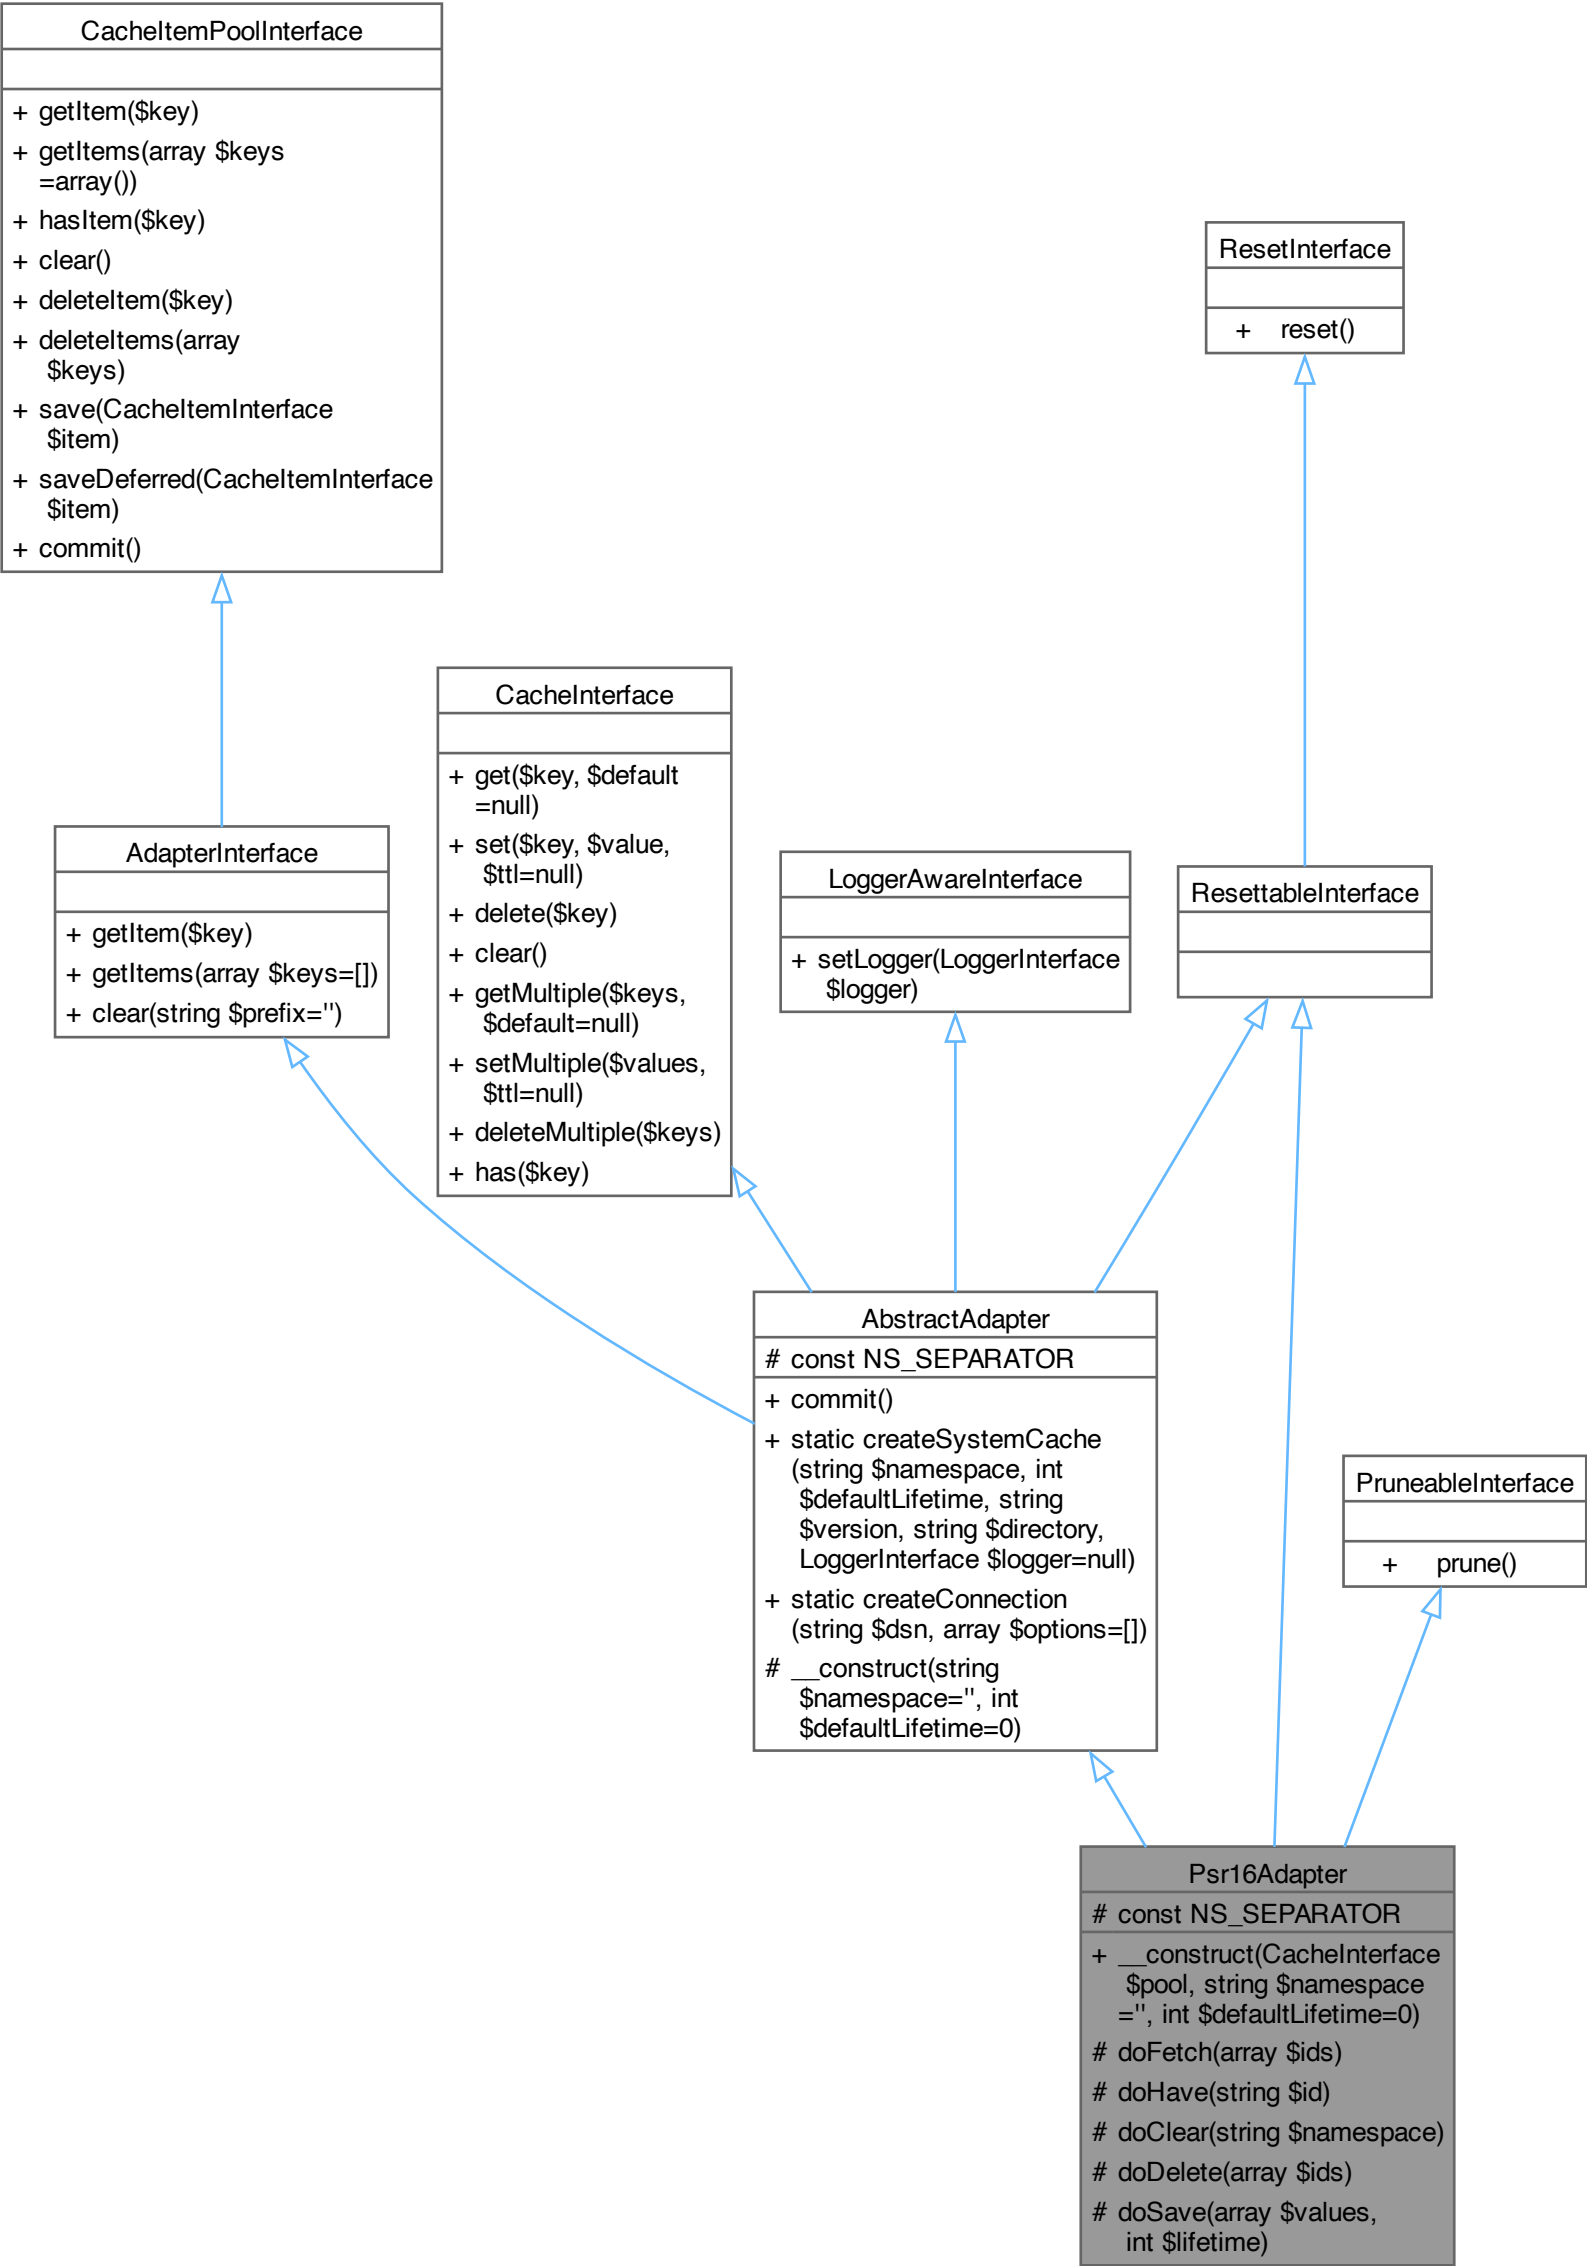 CacheItemPoolInterface
+ getItem($key)
+ getItems(array $keys
=array())
+ hasItem($key)
+ clear()
+ deleteItem($key)
+ deleteItems(array
$keys)
+ save(CacheItemInterface
$item)
+ saveDeferred(CacheItemInterface
$item)
+ commit()
ResetInterface
+ reset()
CacheInterface
+ get($key, $default
=null)
+ set($key, $value,
$ttl=null)
+ delete($key)
+ clear()
+ getMultiple($keys,
$default=null)
+ setMultiple($values,
$ttl=null)
+ deleteMultiple($keys)
+ has($key)
AdapterInterface
+ getItem($key)
+ getItems(array $keys=[])
+ clear(string $prefix='')
LoggerAwareInterface
+ setLogger(LoggerInterface
$logger)
ResettableInterface
AbstractAdapter
# const NS_SEPARATOR
+ commit()
+ static createSystemCache
(string $namespace, int
$defaultLifetime, string
$version, string $directory,
LoggerInterface $logger=null)
+ static createConnection
(string $dsn, array $options=[])
# __construct(string
$namespace='', int
$defaultLifetime=0)
PruneableInterface
+ prune()
Psr16Adapter
# const NS_SEPARATOR
+ __construct(CacheInterface
$pool, string $namespace
='', int $defaultLifetime=0)
# doFetch(array $ids)
# doHave(string $id)
# doClear(string $namespace)
# doDelete(array $ids)
# doSave(array $values,
int $lifetime)